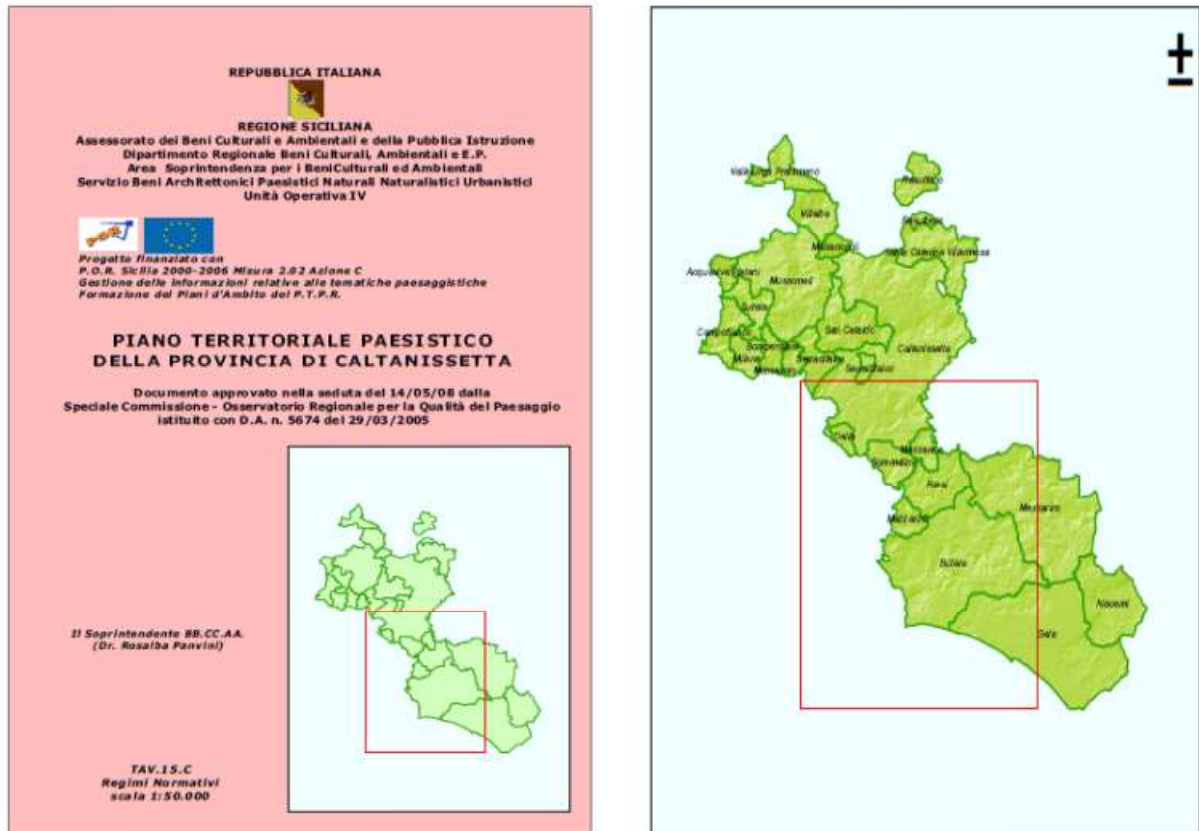 REPUBBLICA ITALIANA
REGIONE SICILIANA
Assessorato dei Beni Culturali e Ambientali e della Pubblica Istruzione
Dipartimento Regionale Beni Culturali, Ambientali e E.P.
Area Soprintendenza per i BeniCulturali ed Ambientali
Servizio Beni Architettonici Paesistici Naturali Naturalistici Urbanistici
Unità Operativa IV
POR
Progetto finanziato con
P.O.R. Sicilia 2000-2006 Misura 2.02 Azione C
Gestione delle informazioni relative alle tematiche paesaggistiche
Formazione dei Piani d'Ambito del P.T.P.R.
PIANO TERRITORIALE PAESISTICO
DELLA PROVINCIA DI CALTANISSETTA
Documento approvato nella seduta del 14/05/08 dalla
Speciale Commissione - Osservatorio Regionale per la Qualità del Paesaggio
istituito con D.A. n. 5674 del 29/03/2005
Il Soprintendente BB.CC.AA.
(Dr. Rosalba Panvini)
TAV.15.C
Regimi Normativi
scala 1:50.000
Resuttano
Villalba
Mussomeli
Sutera
San Cataldo
Caltanissetta
Delia
Sommatino
Riesi
Mazzarino
Butera
Niscemi
Gela